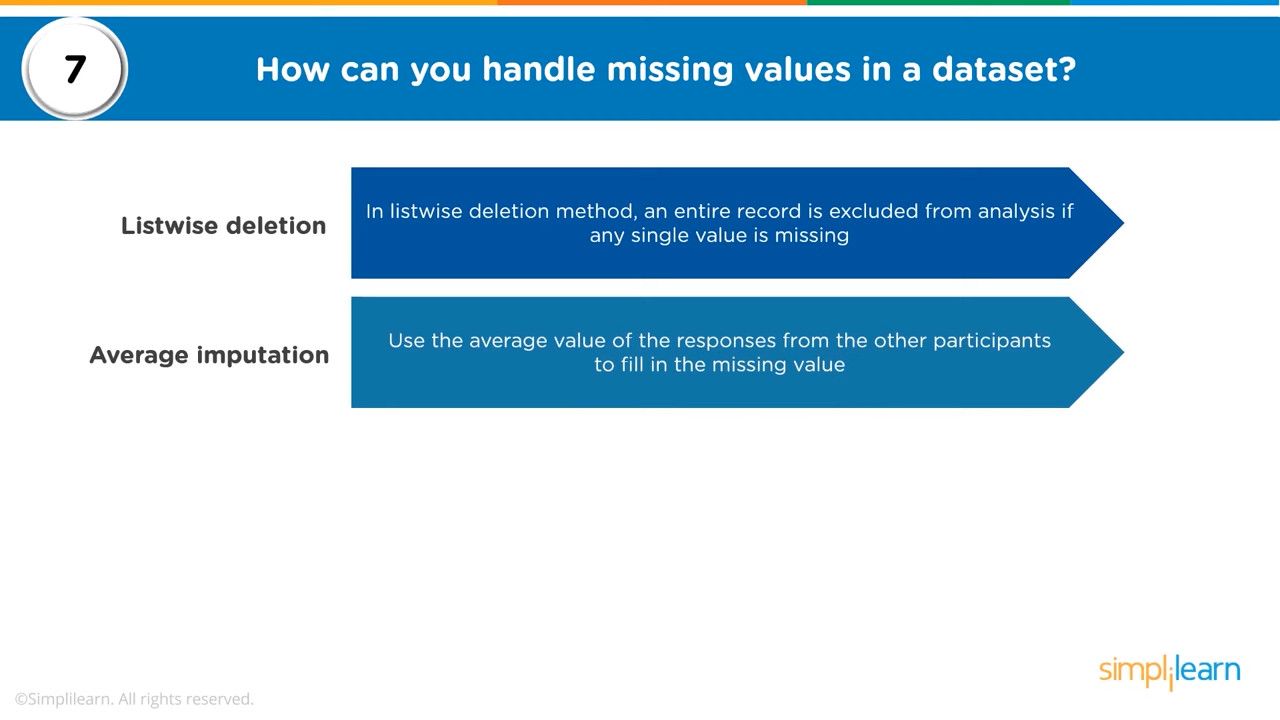 7
How can you handle missing values in a dataset?
Listwise deletion
In listwise deletion method, an entire record is excluded from analysis if
any single value is missing
Average imputation
Use the average value of the responses from the other participants
to fill in the missing value
simplilearn
©Simplilearn. All rights reserved.